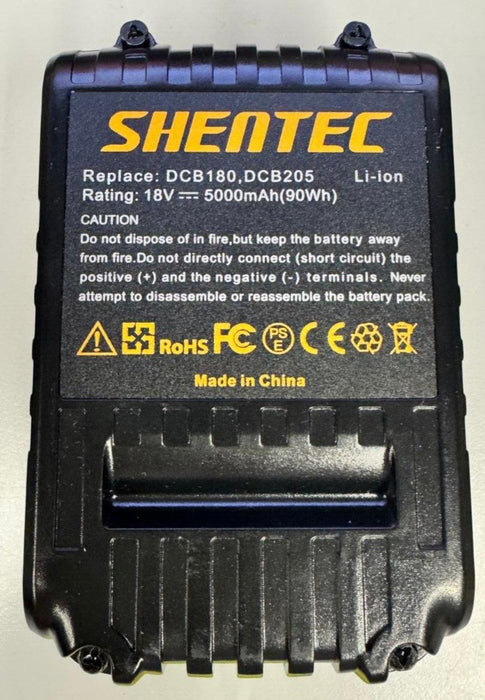 SHENTEC
Replace: DCB180,DCB205 Li-ion
Rating: 18V ⎓ 5000mAh(90Wh)
CAUTION
Do not dispose of in fire,but keep the battery away
from fire.Do not directly connect (short circuit) the
positive (+) and the negative (-) terminals. Never
attempt to disassemble or reassemble the battery pack.
RoHS FC PSE CE
Made in China